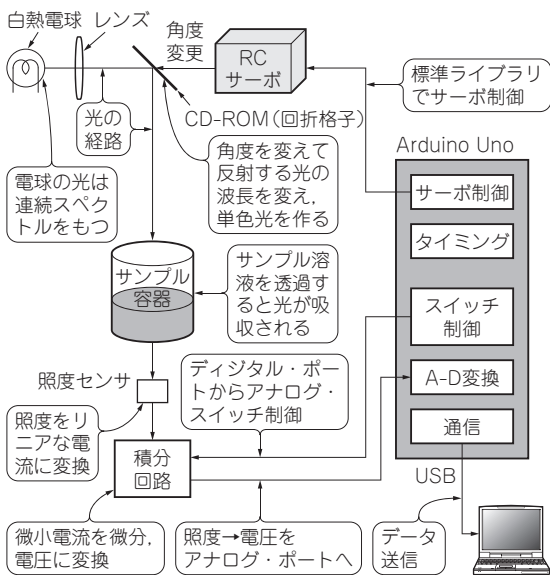 白熱電球
レンズ
角度
変更
RC
サーボ
標準ライブラリ
でサーボ制御
光の
経路
CD-ROM(回折格子)
電球の光は
連続スペク
トルをもつ
角度を変えて
反射する光の
波長を変え,
単色光を作る
Arduino Uno
サーボ制御
タイミング
スイッチ
制御
A-D変換
通信
サンプル
容器
サンプル溶
液を透過す
ると光が吸
収される
照度センサ
ディジタル・ポー
トからアナログ・
スイッチ制御
照度をリ
ニアな電
流に変換
積分
回路
USB
微小電流を微分,
電圧に変換
照度→電圧を
アナログ・ポートへ
データ
送信